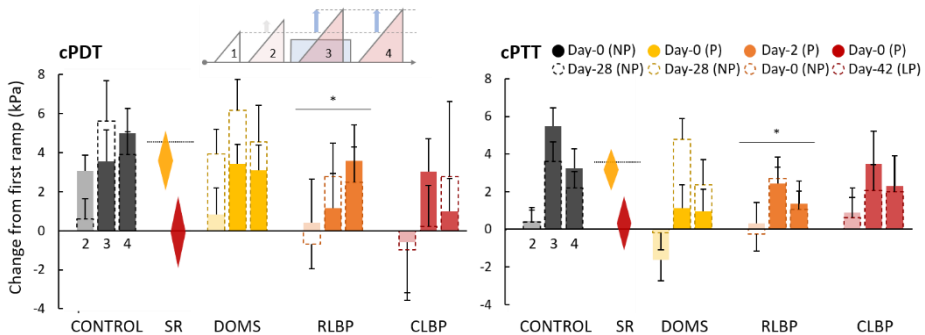 cPDT
1 2 3 4
Change from first ramp (kPa)
8
6
4
2
0
-2
-4
*
2 3 4
CONTROL SR DOMS RLBP CLBP
cPTT
Day-0 (NP) Day-0 (P) Day-2 (P) Day-0 (P)
Day-28 (NP) Day-28 (NP) Day-0 (NP) Day-42 (LP)
8
6
4
2
0
-2
-4
*
2 3 4
CONTROL SR DOMS RLBP CLBP